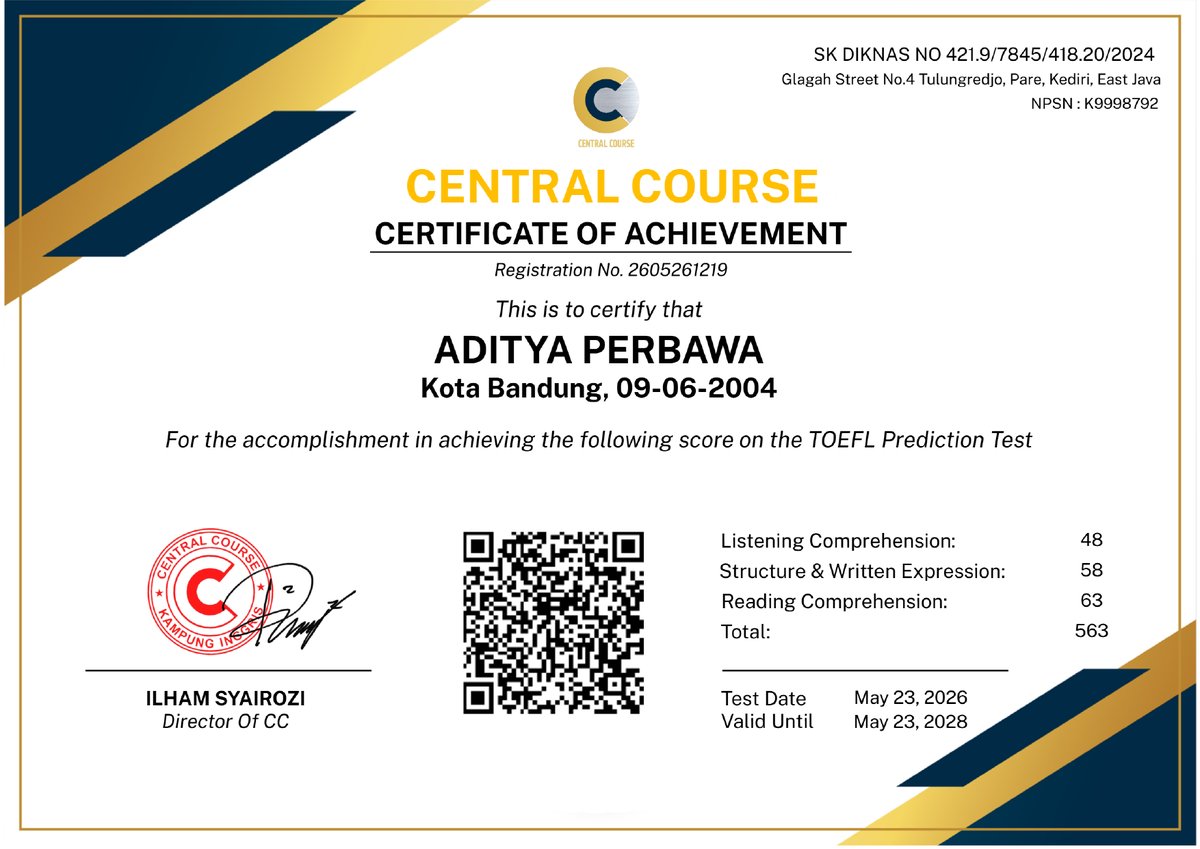 SK DIKNAS NO 421.9/7845/418.20/2024
Glagah Street No.4 Tulungredjo, Pare, Kediri, East Java
NPSN : K9998792
CENTRAL COURSE
CENTRAL COURSE
CERTIFICATE OF ACHIEVEMENT
Registration No. 2605261219
This is to certify that
ADITYA PERBAWA
Kota Bandung, 09-06-2004
For the accomplishment in achieving the following score on the TOEFL Prediction Test
CENTRAL COURSE
KAMPUNG INGGRIS
ILHAM SYAIROZI
Director Of CC
Listening Comprehension: 48
Structure & Written Expression: 58
Reading Comprehension: 63
Total: 563
Test Date May 23, 2026
Valid Until May 23, 2028